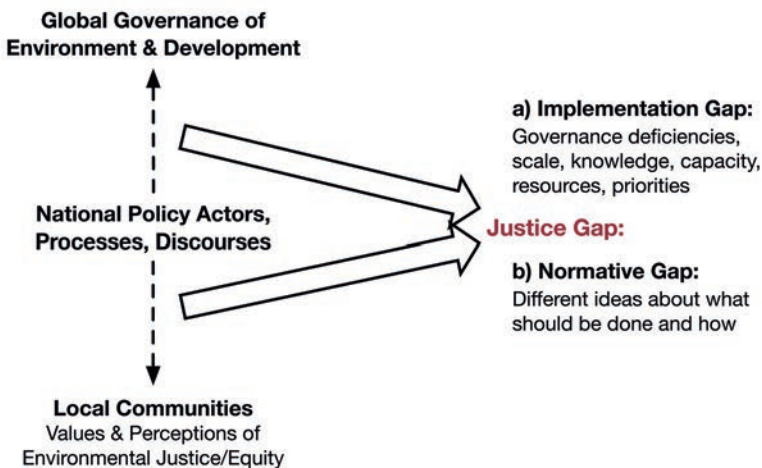 Global Governance of
Environment & Development
National Policy Actors,
Processes, Discourses
Local Communities
Values & Perceptions of
Environmental Justice/Equity
a) Implementation Gap:
Governance deficiencies,
scale, knowledge, capacity,
resources, priorities
Justice Gap:
b) Normative Gap:
Different ideas about what
should be done and how